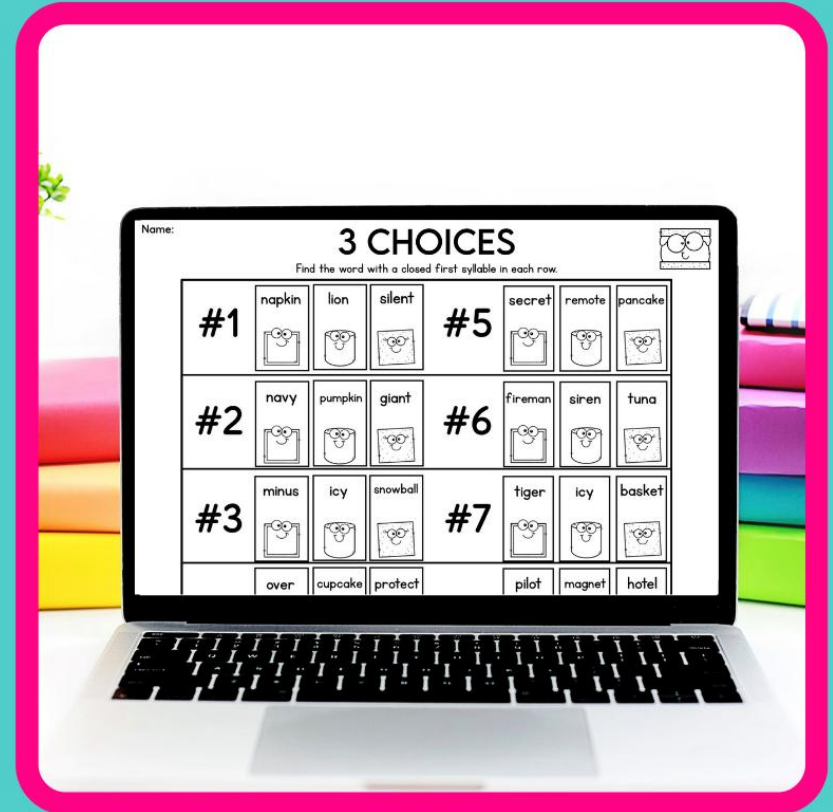 Name:
3 CHOICES
Find the word with a closed first syllable in each row.
#1 napkin lion silent #5 secret remote pancake
#2 navy pumpkin giant #6 fireman siren tuna
#3 minus icy snowball #7 tiger icy basket
over cupcake protect pilot magnet hotel